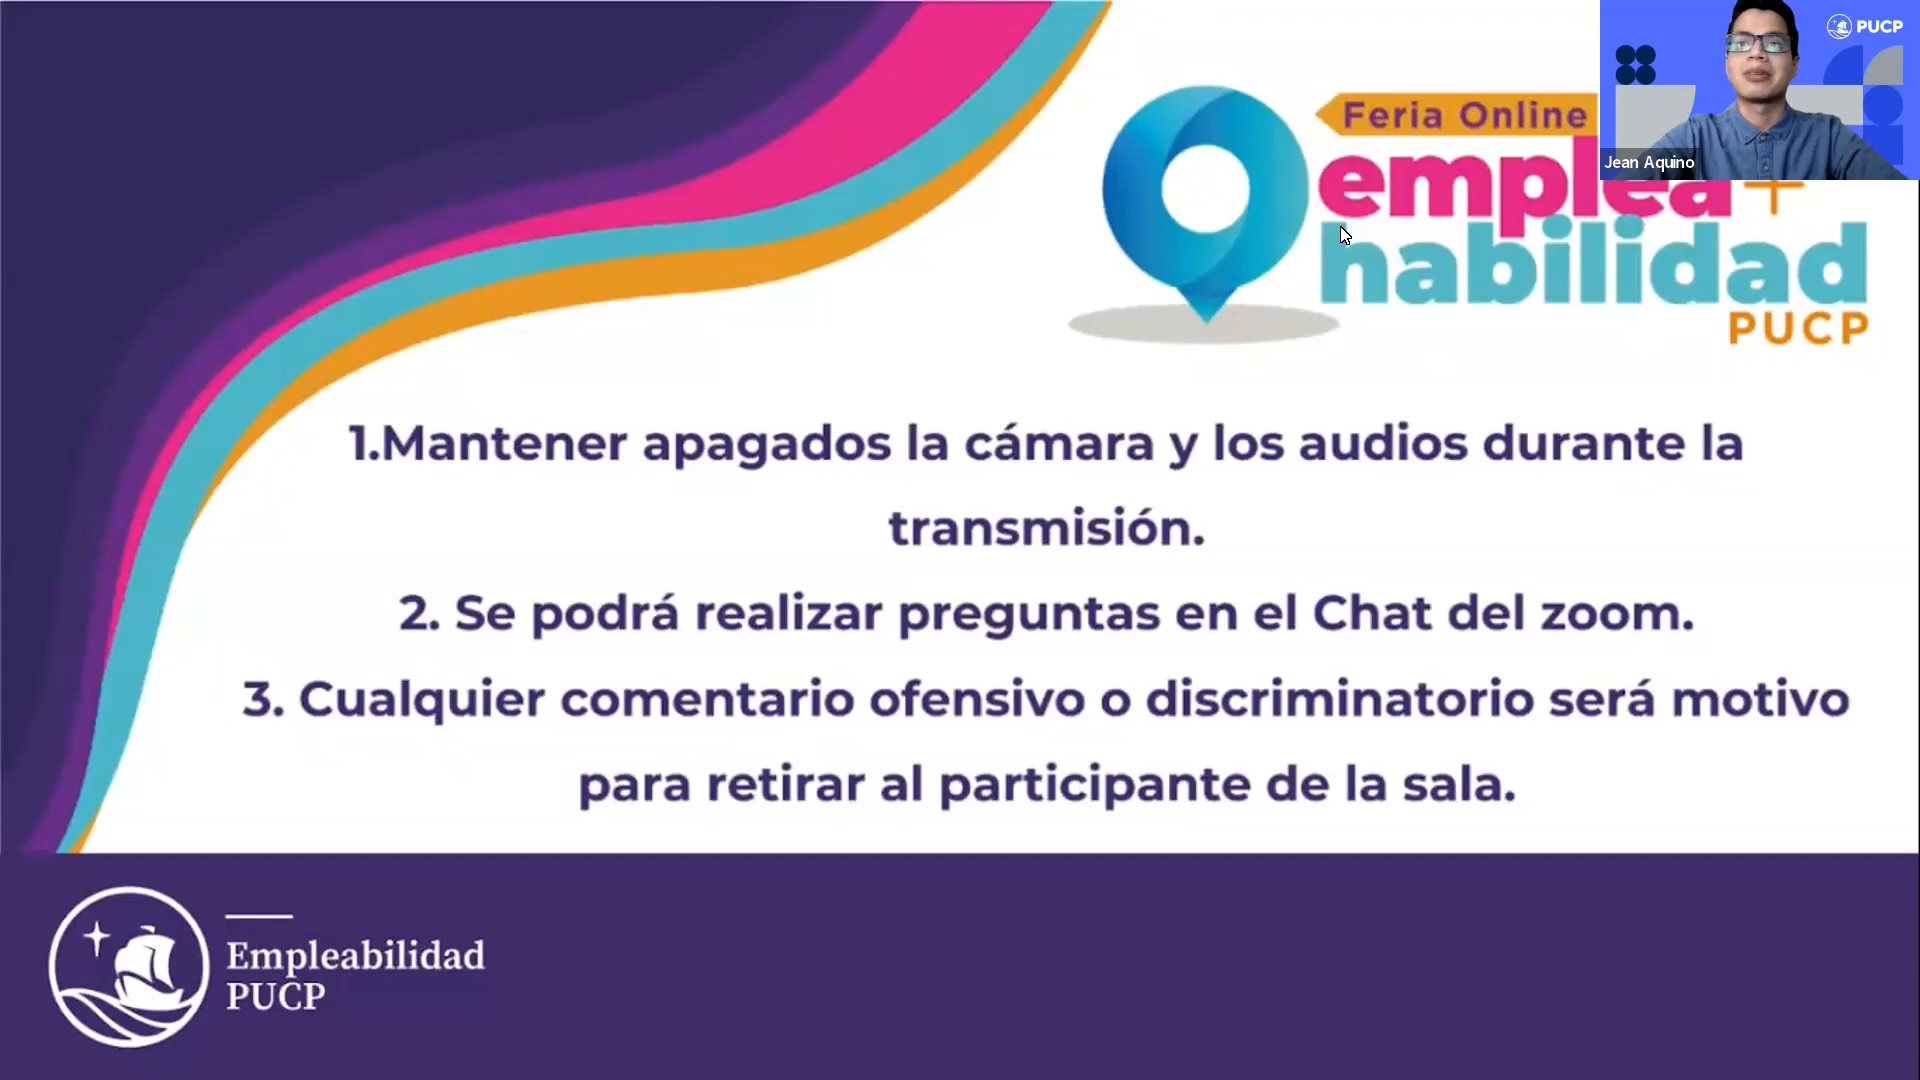 PUCP
Jean Aquino
Feria Online
emplea+
habilidad
PUCP
1.Mantener apagados la cámara y los audios durante la
transmisión.
2. Se podrá realizar preguntas en el Chat del zoom.
3. Cualquier comentario ofensivo o discriminatorio será motivo
para retirar al participante de la sala.
Empleabilidad
PUCP